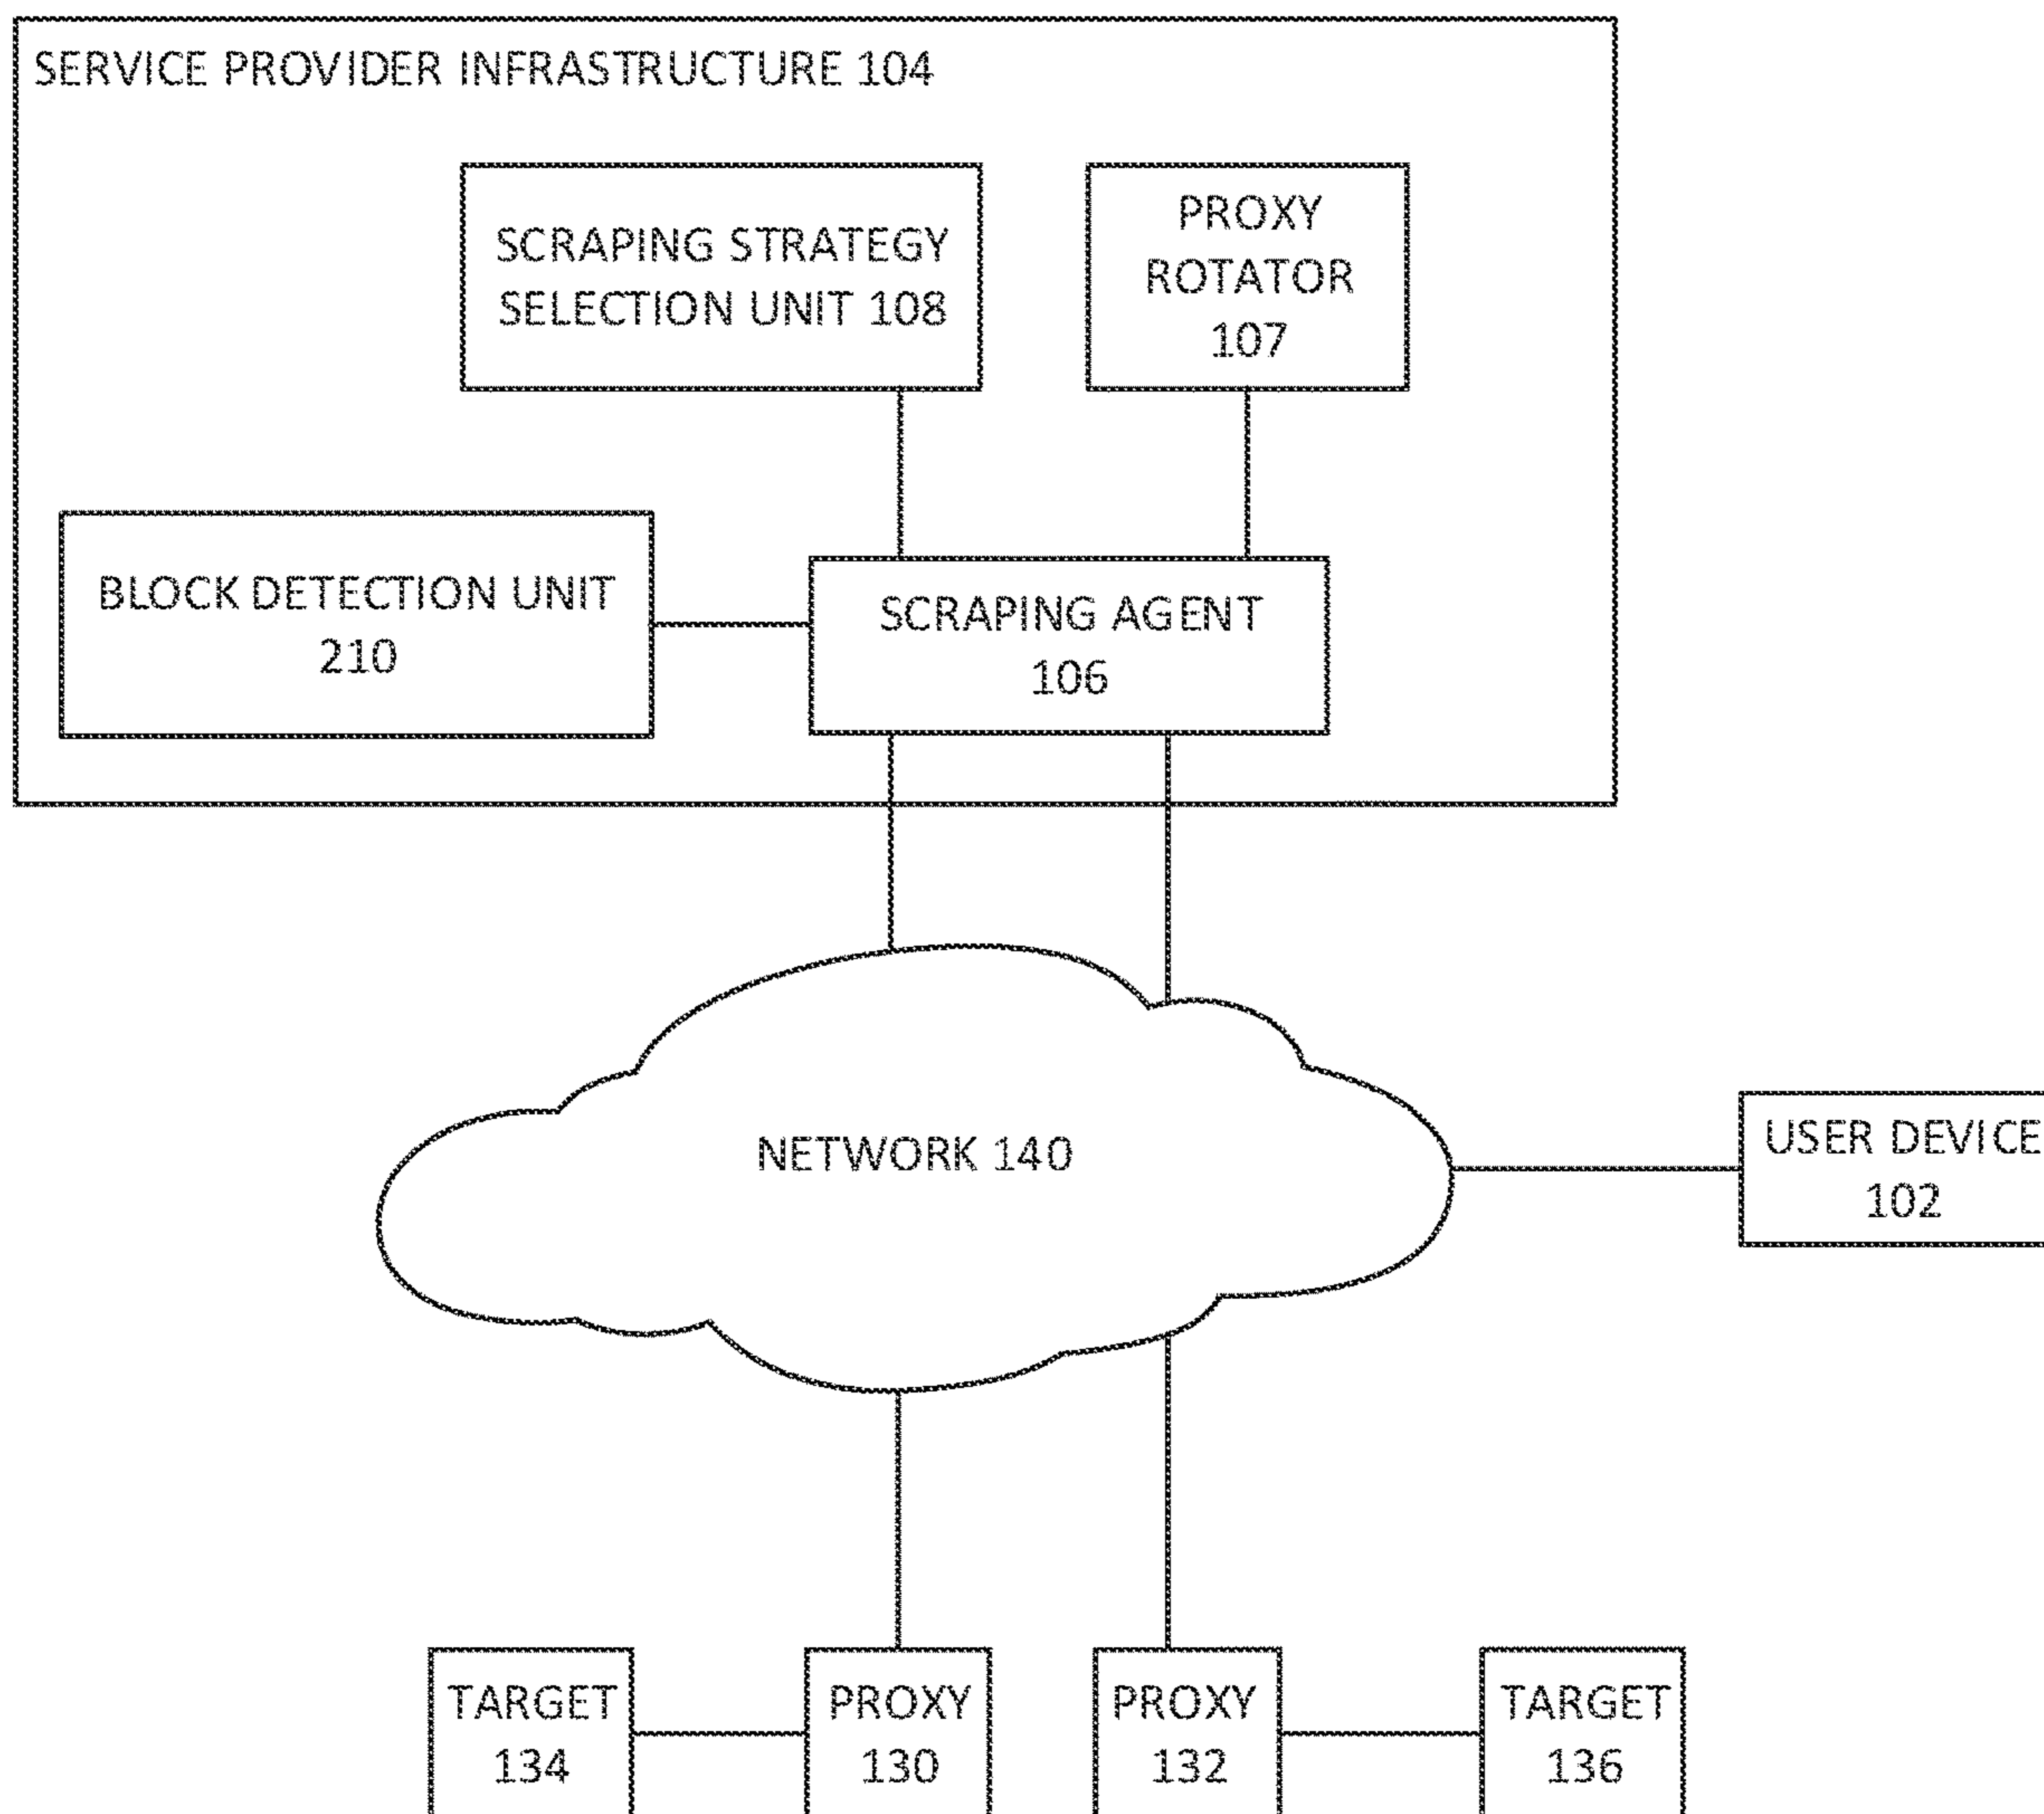 SERVICE PROVIDER INFRASTRUCTURE 104
SCRAPING STRATEGY
SELECTION UNIT 108
PROXY
ROTATOR
107
BLOCK DETECTION UNIT
210
SCRAPING AGENT
106
NETWORK 140
USER DEVICE
102
TARGET
134
PROXY
130
PROXY
132
TARGET
136